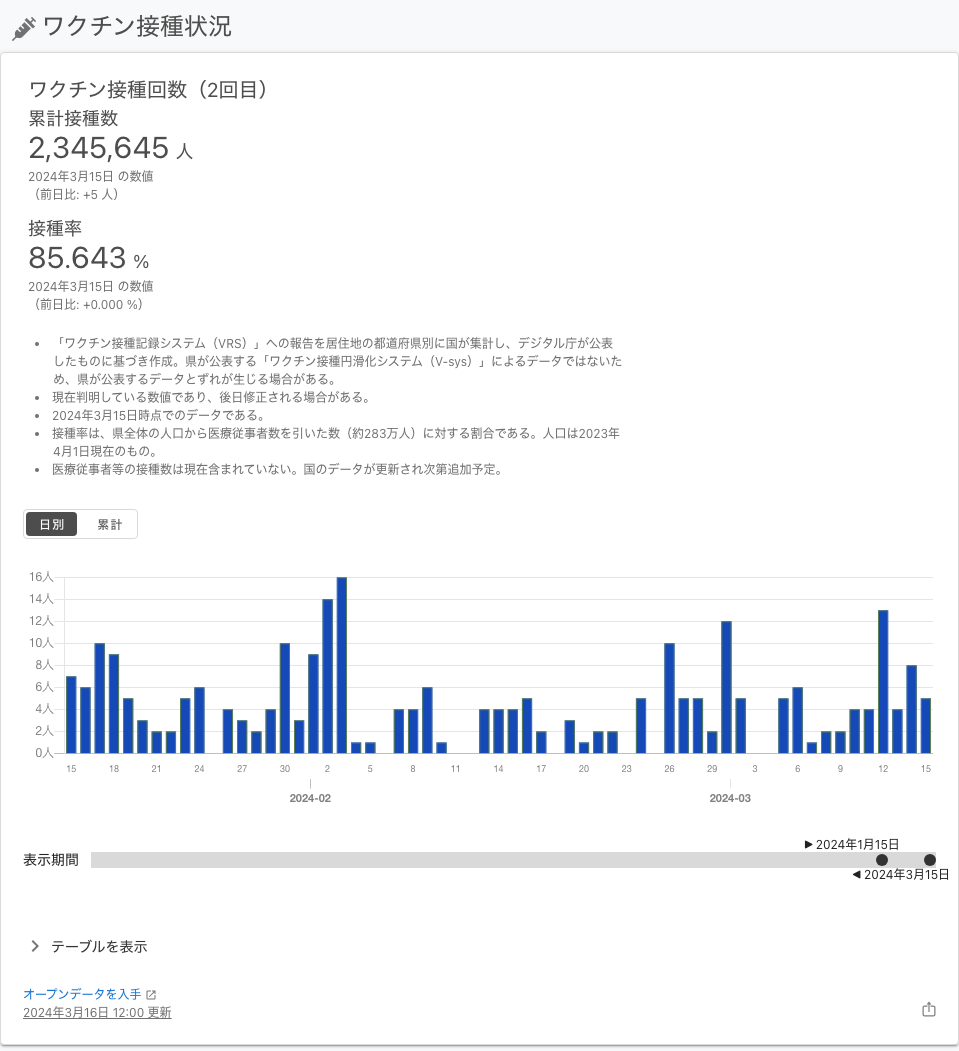 ワクチン接種状況
ワクチン接種回数（2回目）
累計接種数
2,345,645 人
2024年3月15日 の数値
（前日比: +5 人）
接種率
85.643 %
2024年3月15日 の数値
（前日比: +0.000 %）
• 「ワクチン接種記録システム（VRS）」への報告を居住地の都道府県別に国が集計し、デジタル庁が公表
したものに基づき作成。県が公表する「ワクチン接種円滑化システム（V-sys）」によるデータではないた
め、県が公表するデータとずれが生じる場合がある。
• 現在判明している数値であり、後日修正される場合がある。
• 2024年3月15日時点でのデータである。
• 接種率は、県全体の人口から医療従事者数を引いた数（約283万人）に対する割合である。人口は2023年
4月1日現在のもの。
• 医療従事者等の接種数は現在含まれていない。国のデータが更新され次第追加予定。
日別 累計
16人
14人
12人
10人
8人
6人
4人
2人
0人
15 18 21 24 27 30 2 5 8 11 14 17 20 23 26 29 3 6 9 12 15
2024-02 2024-03
▶ 2024年1月15日
表示期間
◀ 2024年3月15日
テーブルを表示
オープンデータを入手
2024年3月16日 12:00 更新